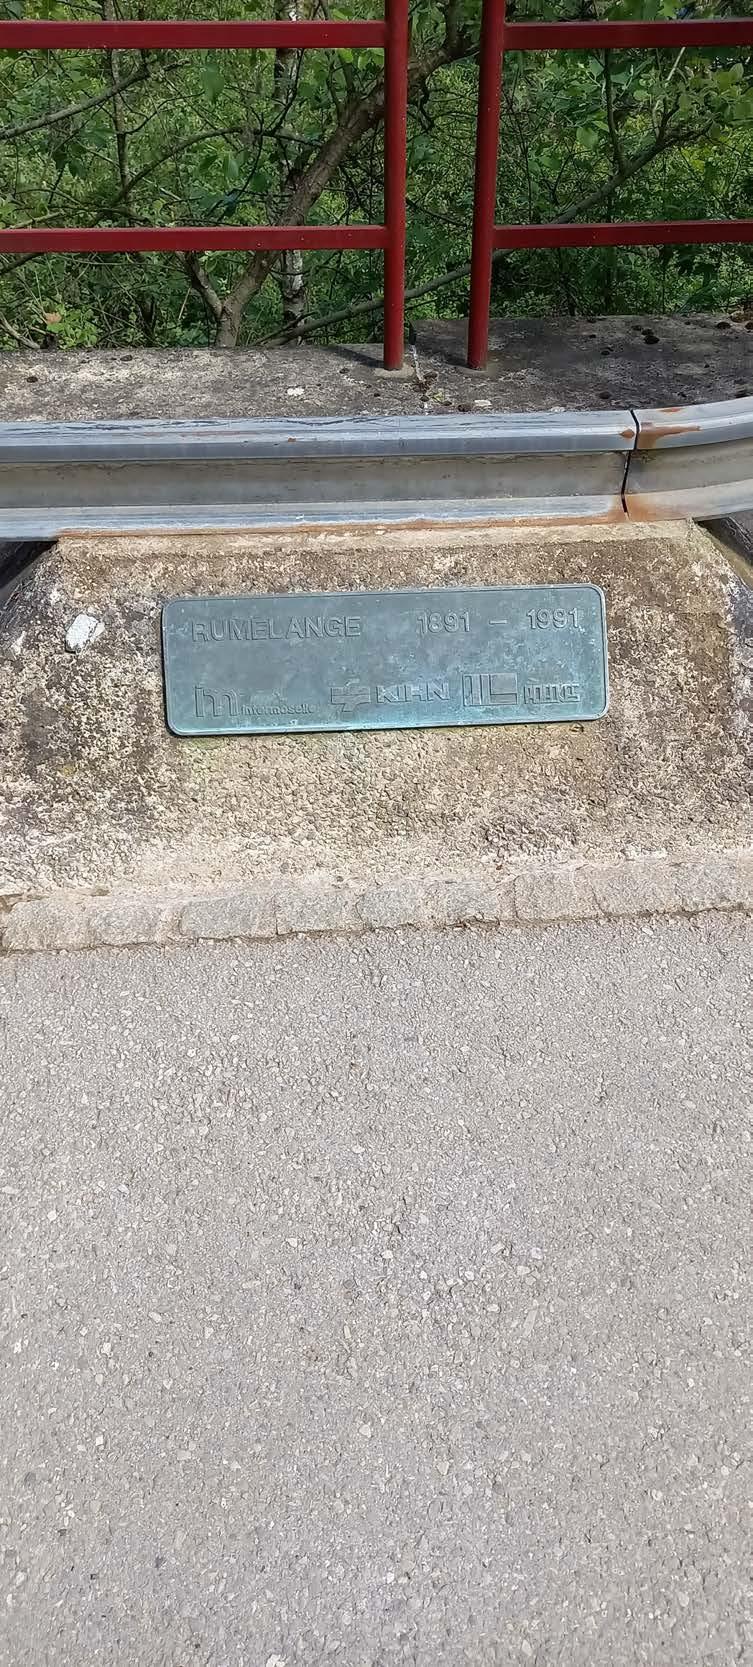 RUMELANGE 1891 – 1991
intermoselle KIHN